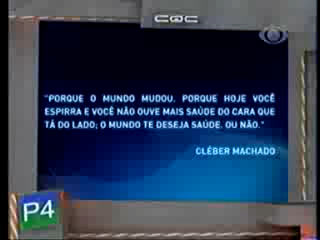 CQC
"PORQUE O MUNDO MUDOU. PORQUE HOJE VOCÊ
ESPIRRA E VOCÊ NÃO OUVE MAIS SAÚDE DO CARA QUE
TÁ DO LADO; O MUNDO TE DESEJA SAÚDE. OU NÃO."
CLÉBER MACHADO
P4